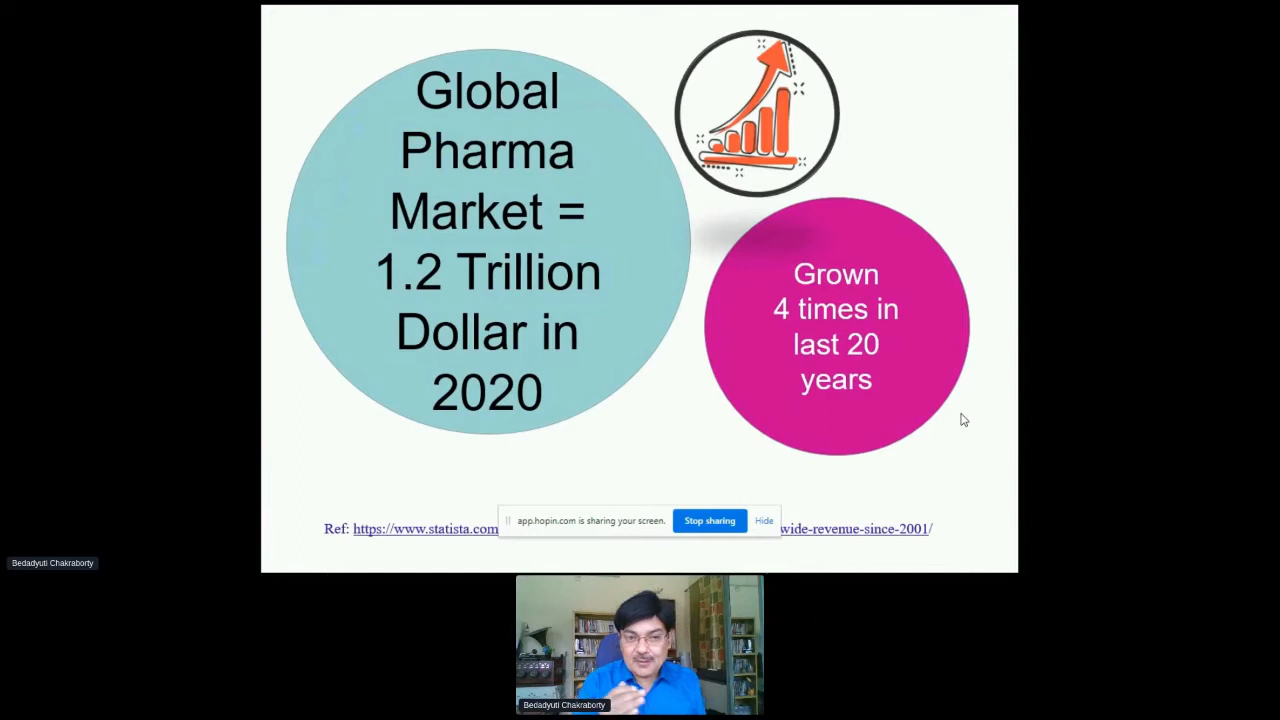 Global
Pharma
Market =
1.2 Trillion
Dollar in
2020
Grown
4 times in
last 20
years
Ref: https://www.statista.com
wide-revenue-since-2001/
app.hopin.com is sharing your screen.
Stop sharing
Hide
Bedadyuti Chakraborty
Bedadyuti Chakraborty